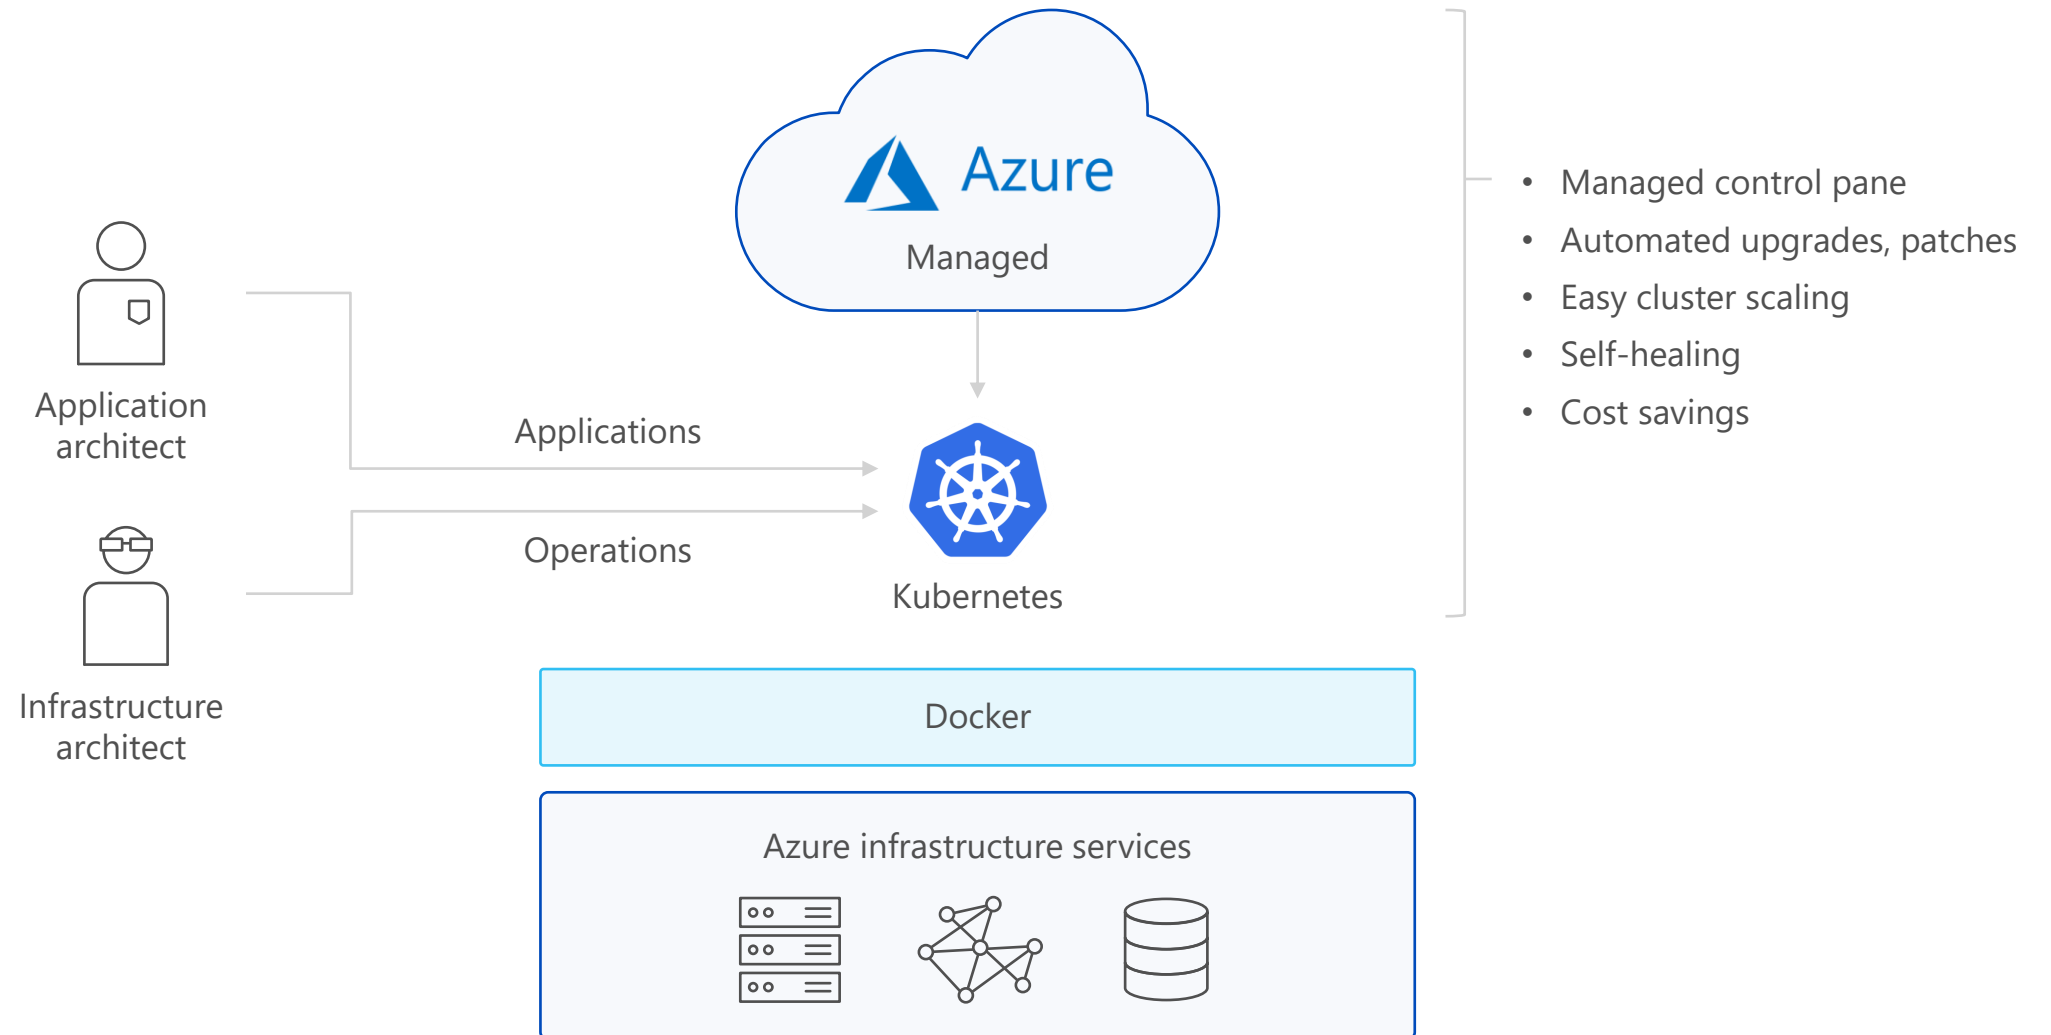 Azure
Managed
Application
architect
Applications
Operations
Infrastructure
architect
Kubernetes
Docker
Azure infrastructure services
• Managed control pane
• Automated upgrades, patches
• Easy cluster scaling
• Self-healing
• Cost savings